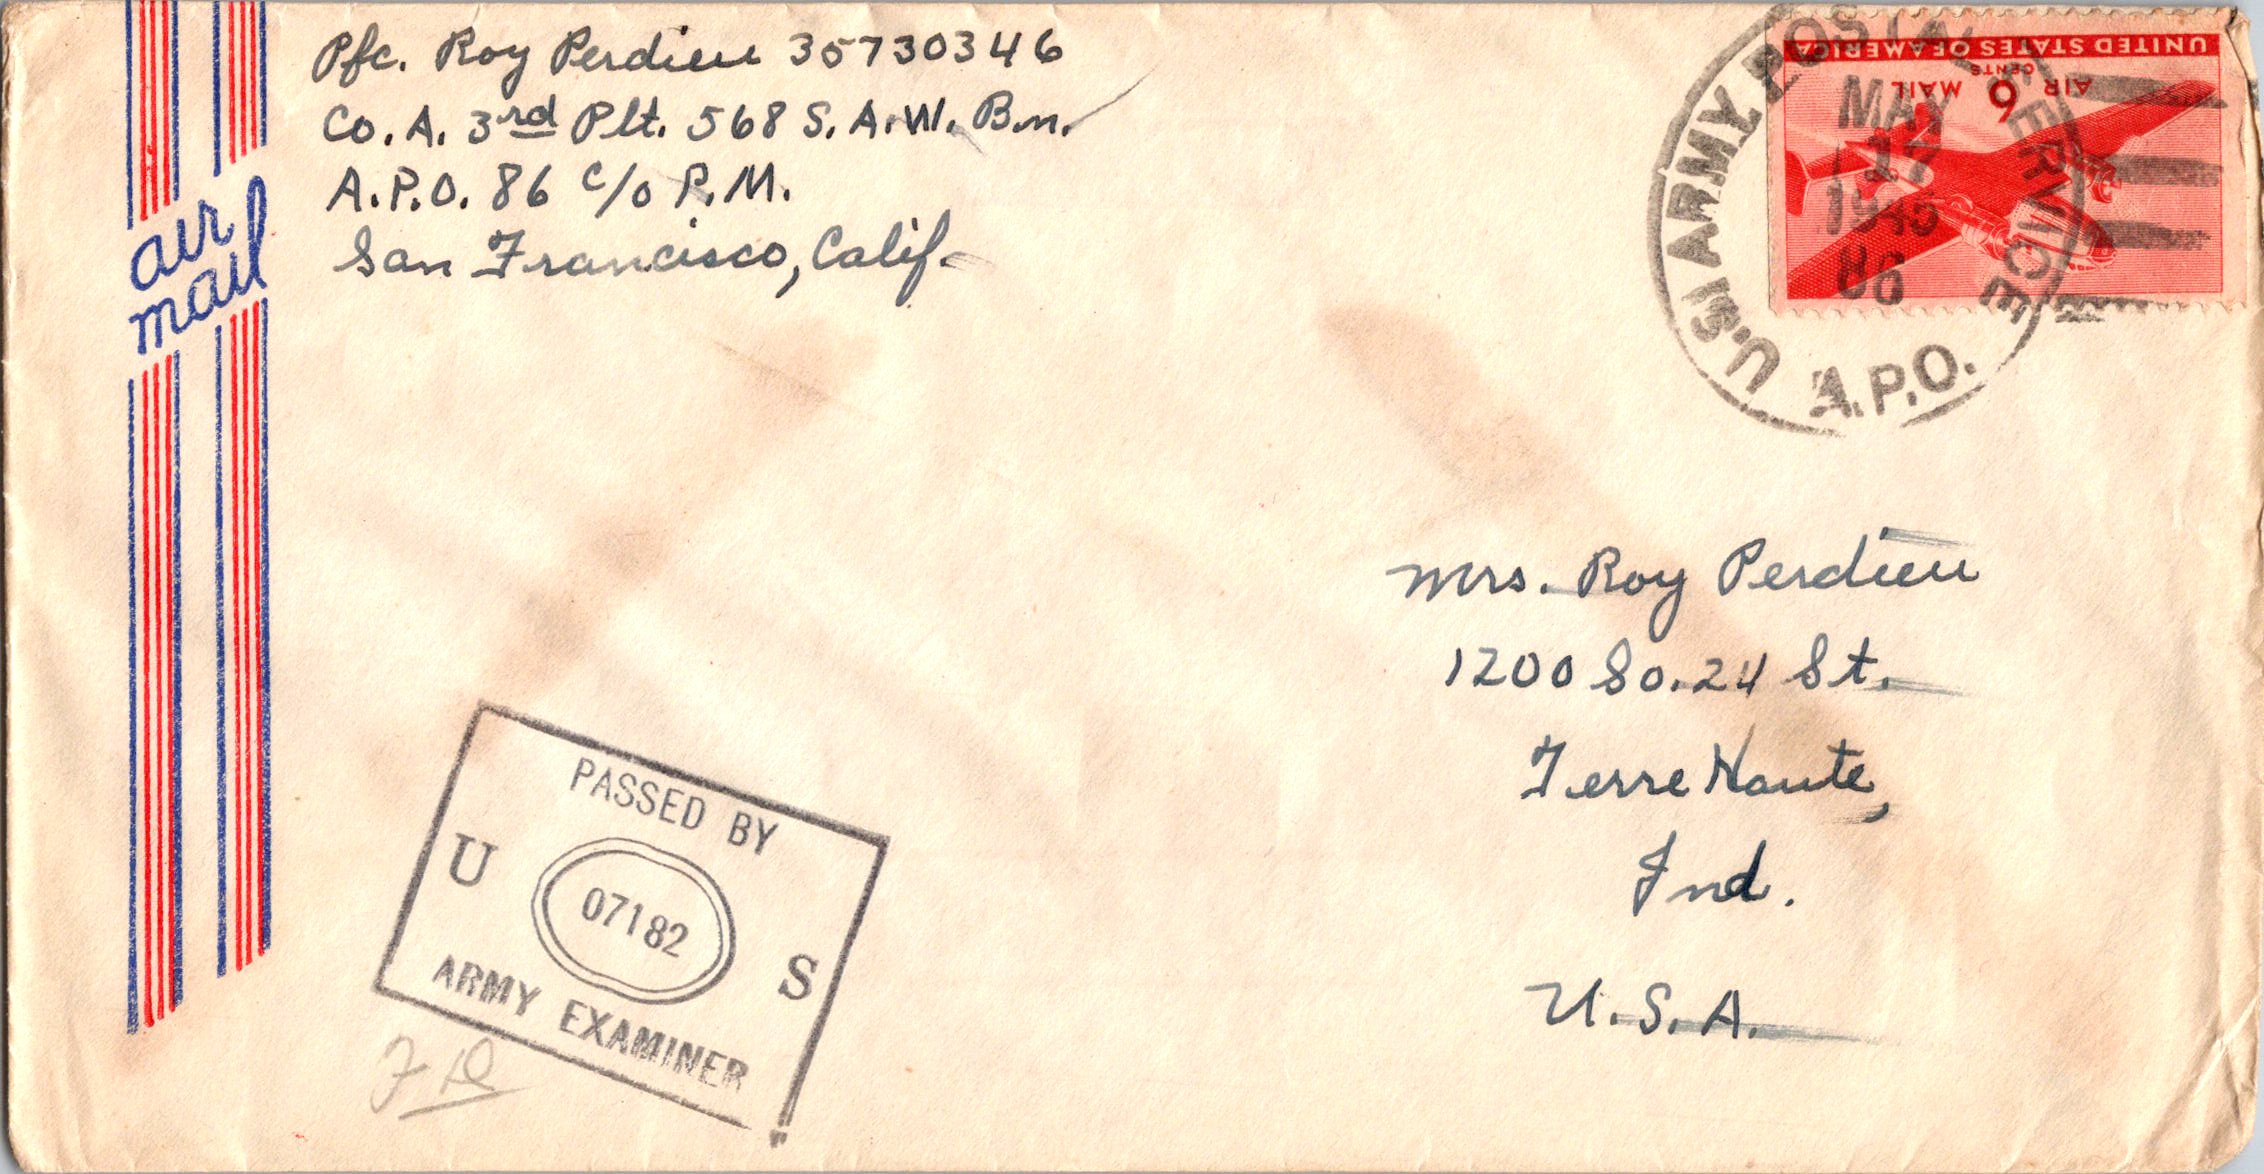 Pfc. Roy Perdieu 35730346
Co. A. 3rd Plt. 568 S. A. W. Bn.
A.P.O. 86 c/o P.M.
San Francisco, Calif.
air
mail
U.S. ARMY POSTAL SERVICE
A.P.O.
MAY
17
1945
86
UNITED STATES OF AMERICA
AIR 6 CENTS MAIL
Mrs. Roy Perdieu
1200 So. 24 St.
Terre Haute,
Ind.
U.S.A.
PASSED BY
U 07182 S
ARMY EXAMINER